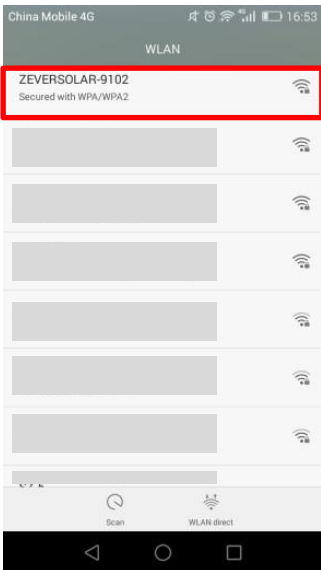 China Mobile 4G 16:53
WLAN
ZEVERSOLAR-9102
Secured with WPA/WPA2
Scan
WLAN direct